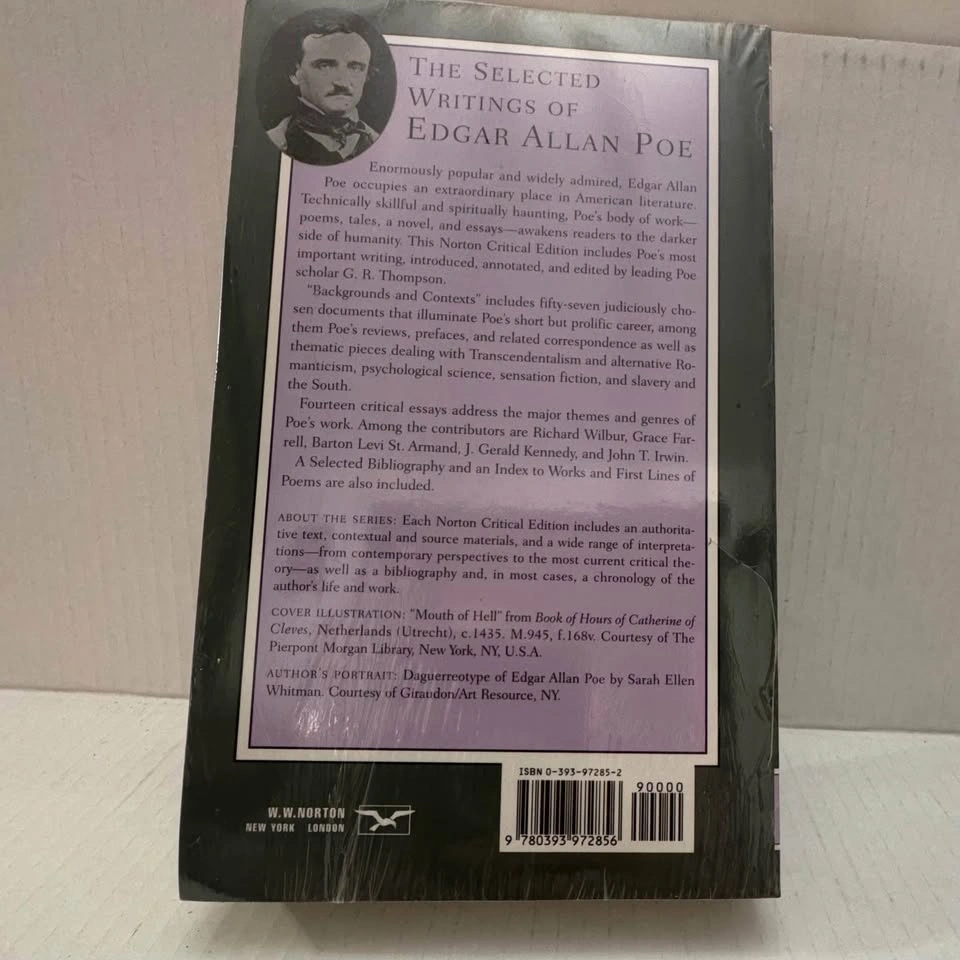 THE SELECTED
WRITINGS OF
EDGAR ALLAN POE
Enormously popular and widely admired, Edgar Allan
Poe occupies an extraordinary place in American literature.
Technically skillful and spiritually haunting, Poe's body of work—
poems, tales, a novel, and essays—awakens readers to the darker
side of humanity. This Norton Critical Edition includes Poe's most
important writing, introduced, annotated, and edited by leading Poe
scholar G. R. Thompson.
"Backgrounds and Contexts" includes fifty-seven judiciously cho-
sen documents that illuminate Poe's short but prolific career, among
them Poe's reviews, prefaces, and related correspondence as well as
thematic pieces dealing with Transcendentalism and alternative Ro-
manticism, psychological science, sensation fiction, and slavery and
the South.
Fourteen critical essays address the major themes and genres of
Poe's work. Among the contributors are Richard Wilbur, Grace Far-
rell, Barton Levi St. Armand, J. Gerald Kennedy, and John T. Irwin.
A Selected Bibliography and an Index to Works and First Lines of
Poems are also included.
ABOUT THE SERIES: Each Norton Critical Edition includes an authorita-
tive text, contextual and source materials, and a wide range of interpreta-
tions—from contemporary perspectives to the most current critical the-
ory—as well as a bibliography and, in most cases, a chronology of the
author's life and work.
COVER ILLUSTRATION: "Mouth of Hell" from Book of Hours of Catherine of
Cleves, Netherlands (Utrecht), c.1435. M.945, f.168v. Courtesy of The
Pierpont Morgan Library, New York, NY, U.S.A.
AUTHOR'S PORTRAIT: Daguerreotype of Edgar Allan Poe by Sarah Ellen
Whitman. Courtesy of Giraudon/Art Resource, NY.
ISBN 0-393-97285-2
90000
9 780393 972856
W.W.NORTON
NEW YORK LONDON